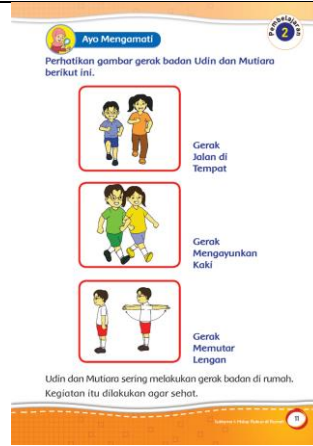 Pembelajaran
2
Ayo Mengamati
Perhatikan gambar gerak badan Udin dan Mutiara
berikut ini.
Gerak
Jalan di
Tempat
Gerak
Mengayunkan
Kaki
Gerak
Memutar
Lengan
Udin dan Mutiara sering melakukan gerak badan di rumah.
Kegiatan itu dilakukan agar sehat.
11